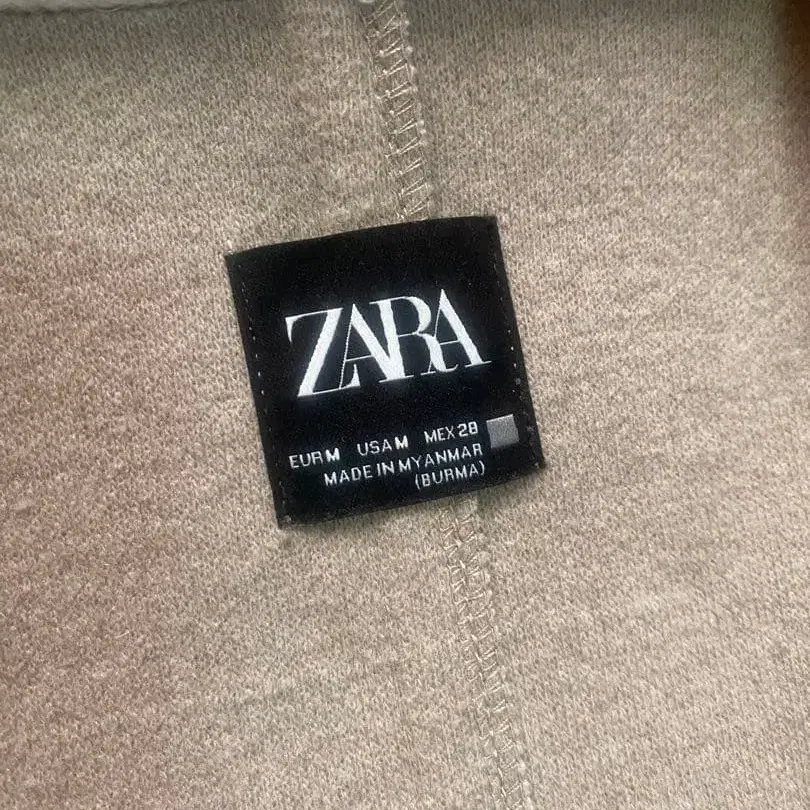 ZARA
EUR M USA M MEX 28
MADE IN MYANMAR
(BURMA)